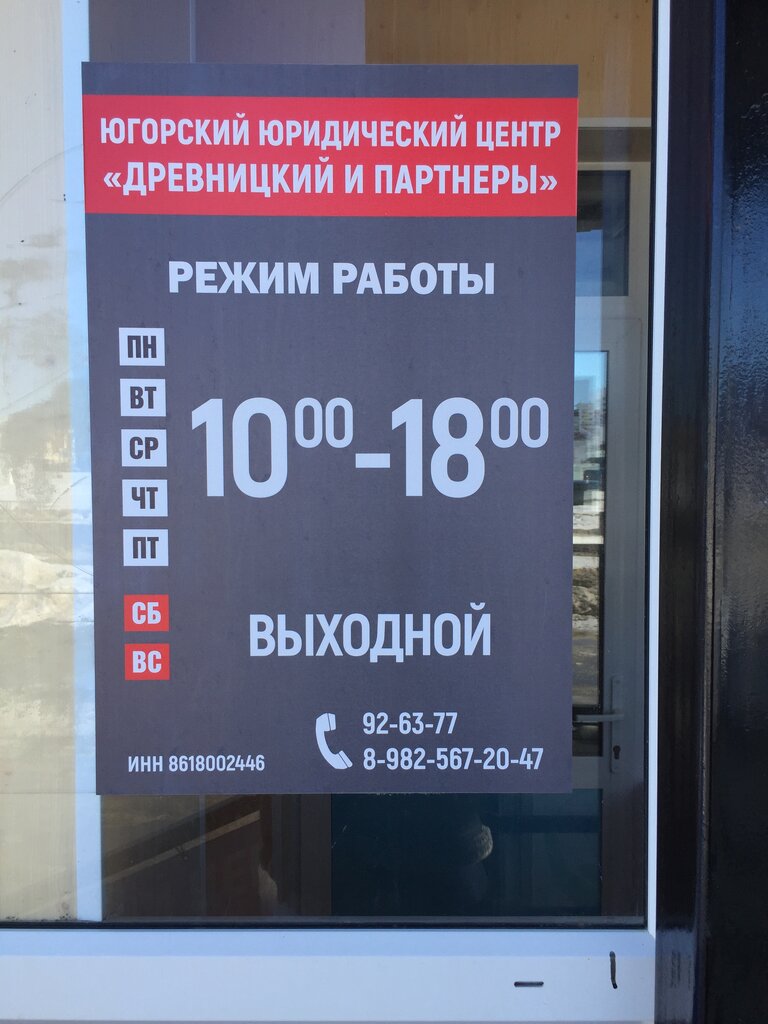 ЮГОРСКИЙ ЮРИДИЧЕСКИЙ ЦЕНТР
«ДРЕВНИЦКИЙ И ПАРТНЕРЫ»
РЕЖИМ РАБОТЫ
ПН
ВТ
СР
ЧТ
ПТ
10⁰⁰-18⁰⁰
СБ
ВС
ВЫХОДНОЙ
92-63-77
8-982-567-20-47
ИНН 8618002446